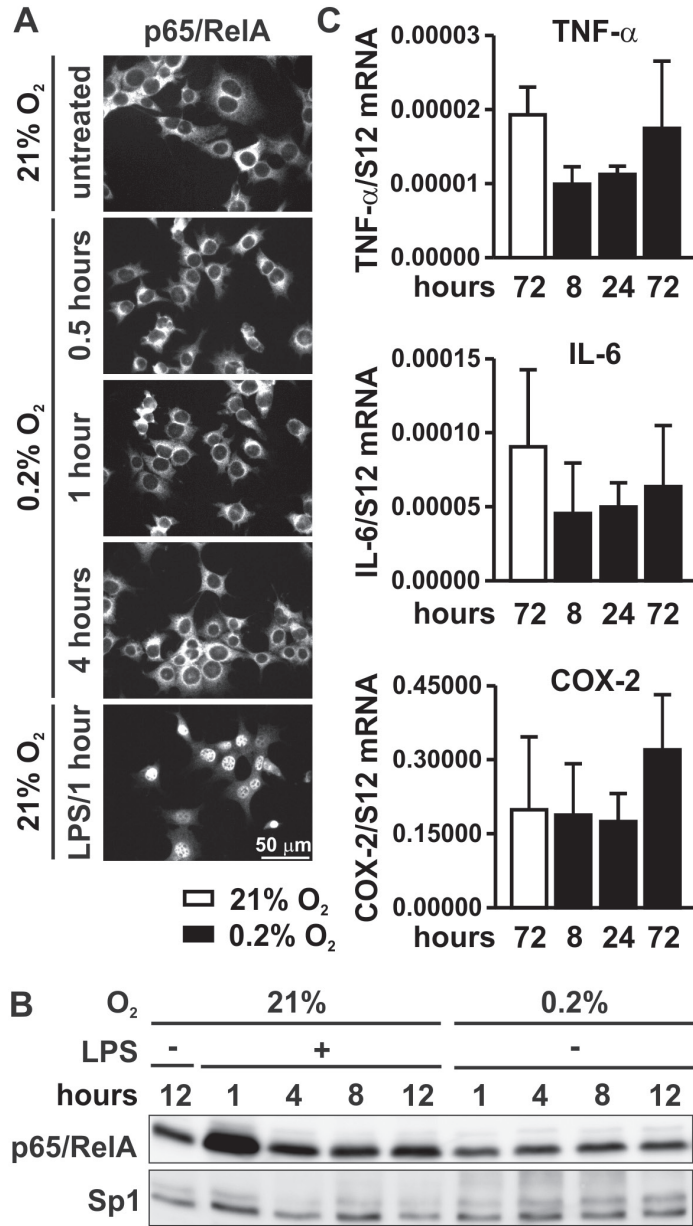 A
p65/RelA
21% O₂
untreated
0.2% O₂
0.5 hours
1 hour
4 hours
21% O₂
LPS/1 hour
50 μm
C
TNF-α
TNF-α/S12 mRNA
0.00003
0.00002
0.00001
0.00000
hours 72 8 24 72
IL-6
IL-6/S12 mRNA
0.00015
0.00010
0.00005
0.00000
hours 72 8 24 72
COX-2
COX-2/S12 mRNA
0.45000
0.30000
0.15000
0.00000
hours 72 8 24 72
21% O₂
0.2% O₂
B
O₂ 21% 0.2%
LPS - + -
hours 12 1 4 8 12 1 4 8 12
p65/RelA
Sp1